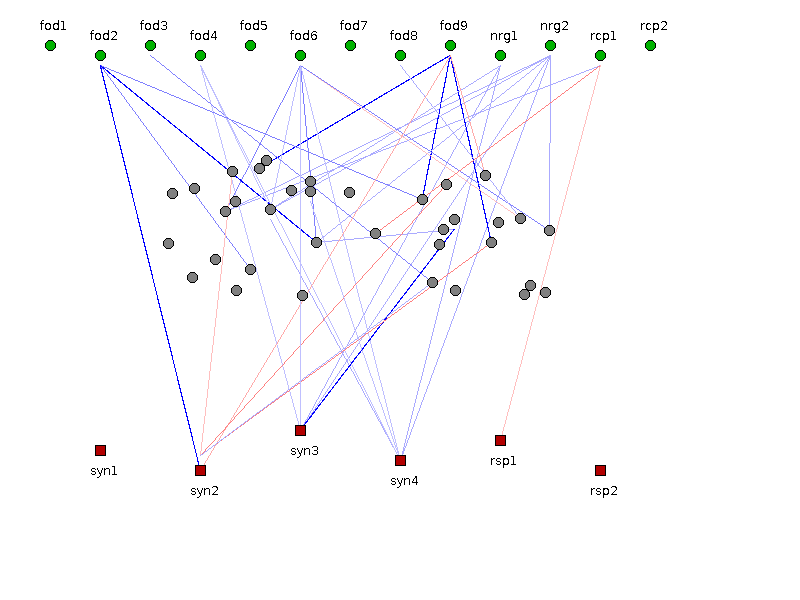 fod1 fod3 fod5 fod7 fod9 nrg2 rcp2
fod2 fod4 fod6 fod8 nrg1 rcp1
syn3
rsp1
syn1
syn4
syn2 rsp2